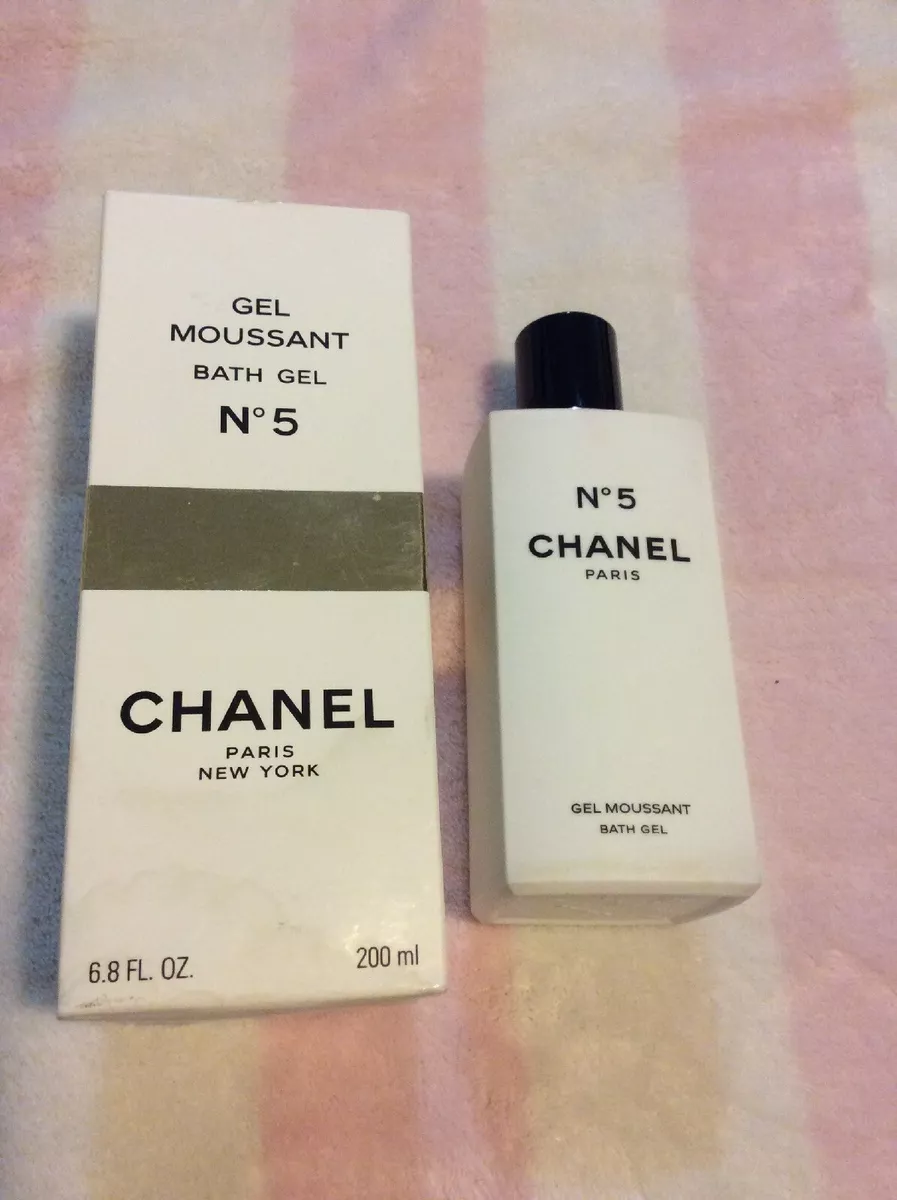 GEL
MOUSSANT
BATH GEL
N° 5
CHANEL
PARIS
NEW YORK
6.8 FL. OZ.
200 ml
N° 5
CHANEL
PARIS
GEL MOUSSANT
BATH GEL